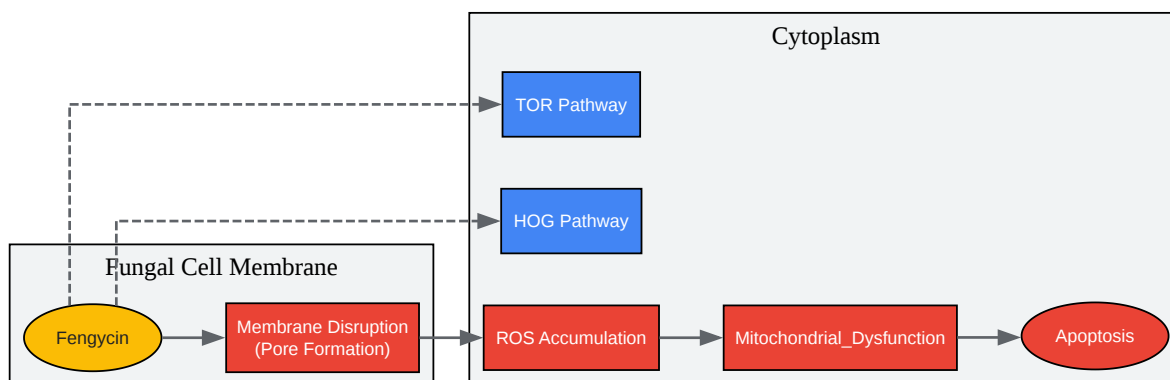 Cytoplasm
TOR Pathway
HOG Pathway
Fungal Cell Membrane
Fengycin
Membrane Disruption
(Pore Formation)
ROS Accumulation
Mitochondrial_Dysfunction
Apoptosis